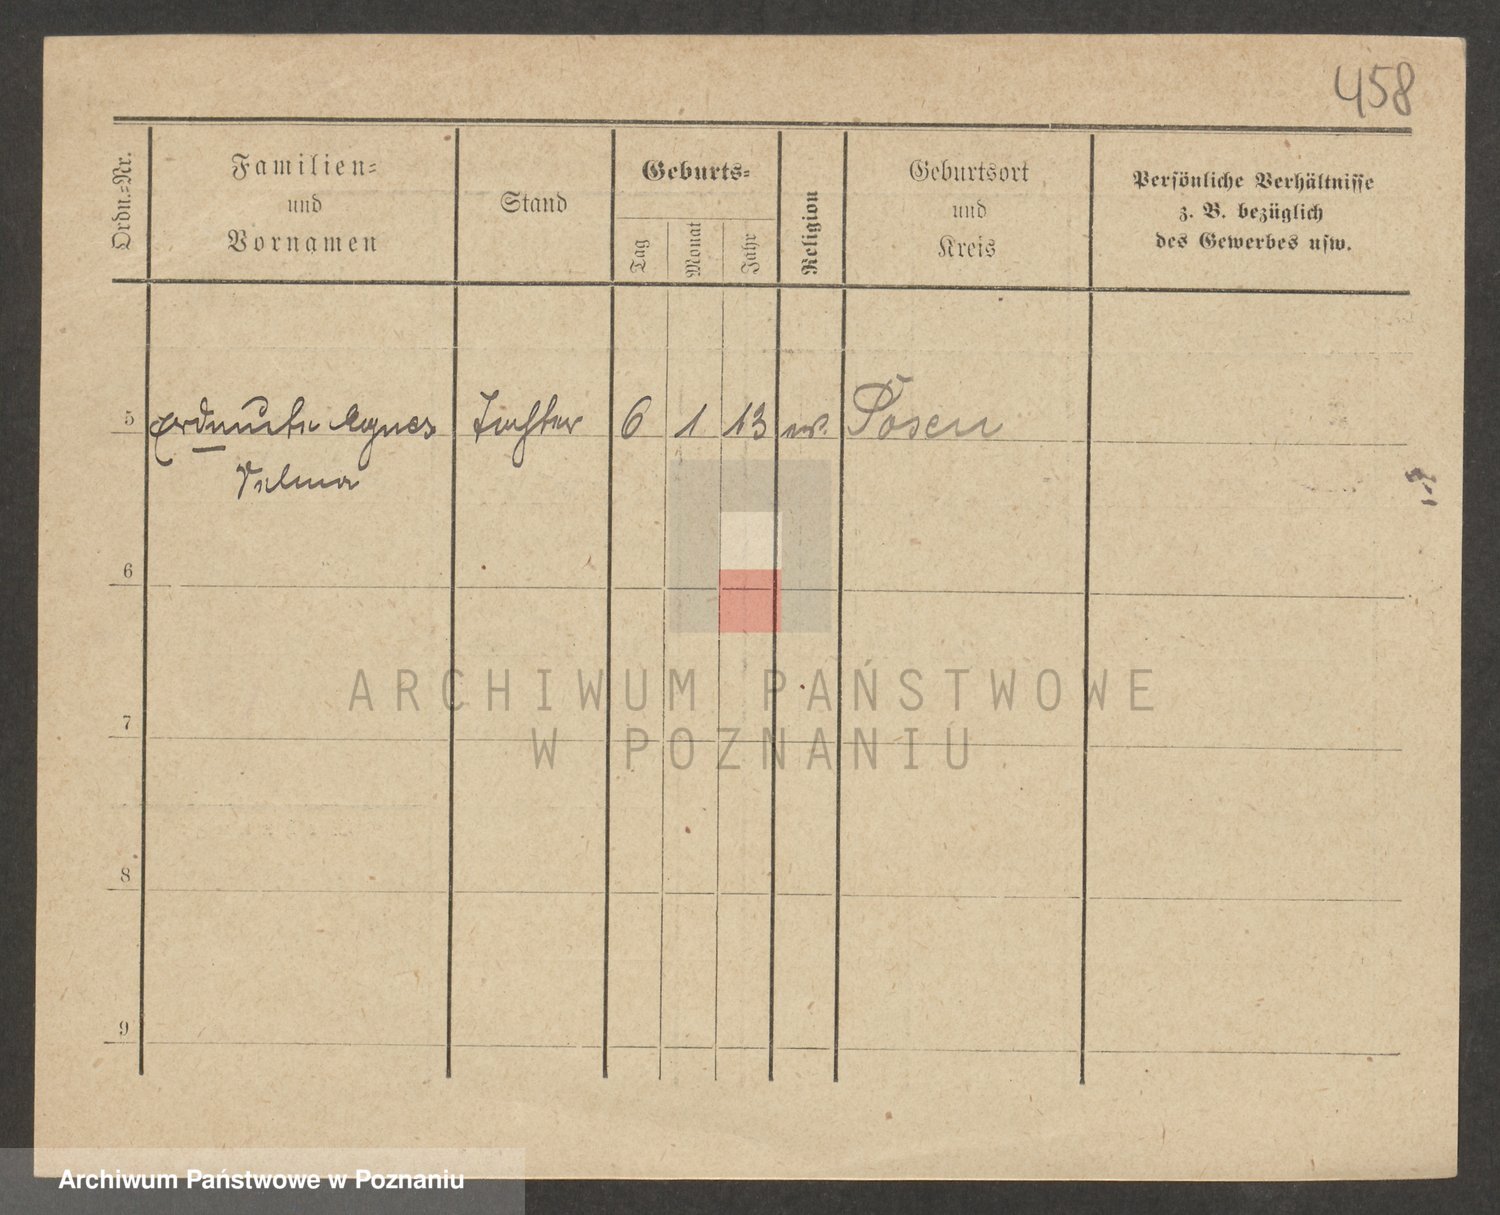 458
Ordn.=Nr.
Familien=
und
Vornamen
Stand
Geburts=
Tag
Monat
Jahr
Religion
Geburtsort
und
Kreis
Persönliche Verhältnisse
z. B. bezüglich
des Gewerbes usw.
5 Erdmute Agnes Tochter 6 1 13 ev. Posen
6
7
8
9
ARCHIWUM PAŃSTWOWE
W POZNANIU
Archiwum Państwowe w Poznaniu